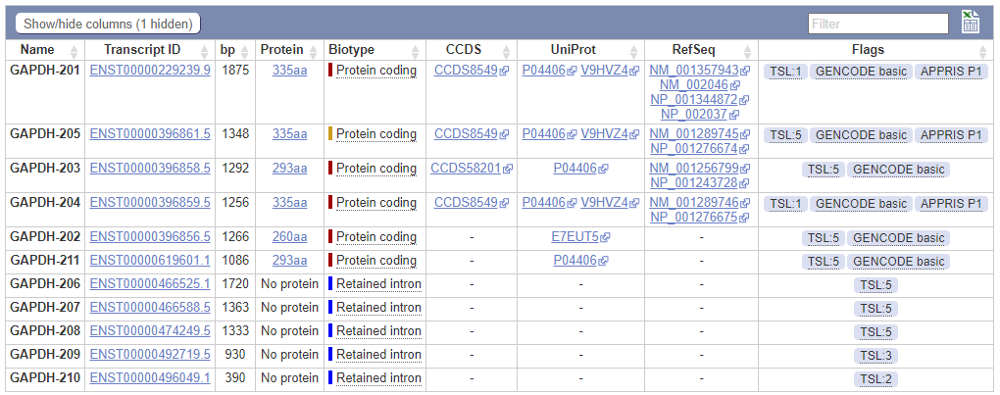 Show/hide columns (1 hidden) Filter
Name Transcript ID bp Protein Biotype CCDS UniProt RefSeq Flags
GAPDH-201 ENST00000229239.9 1875 335aa Protein coding CCDS8549 P04406 V9HVZ4 NM_001357943 TSL:1 GENCODE basic APPRIS P1
NM_002046
NP_001344872
NP_002037
GAPDH-205 ENST00000396861.5 1348 335aa Protein coding CCDS8549 P04406 V9HVZ4 NM_001289745 TSL:5 GENCODE basic APPRIS P1
NP_001276674
GAPDH-203 ENST00000396858.5 1292 293aa Protein coding CCDS58201 P04406 NM_001256799 TSL:5 GENCODE basic
NP_001243728
GAPDH-204 ENST00000396859.5 1256 335aa Protein coding CCDS8549 P04406 V9HVZ4 NM_001289746 TSL:1 GENCODE basic APPRIS P1
NP_001276675
GAPDH-202 ENST00000396856.5 1266 260aa Protein coding - E7EUT5 - TSL:5 GENCODE basic
GAPDH-211 ENST00000619601.1 1086 293aa Protein coding - P04406 - TSL:5 GENCODE basic
GAPDH-206 ENST00000466525.1 1720 No protein Retained intron - - - TSL:5
GAPDH-207 ENST00000466588.5 1363 No protein Retained intron - - - TSL:5
GAPDH-208 ENST00000474249.5 1333 No protein Retained intron - - - TSL:5
GAPDH-209 ENST00000492719.5 930 No protein Retained intron - - - TSL:3
GAPDH-210 ENST00000496049.1 390 No protein Retained intron - - - TSL:2